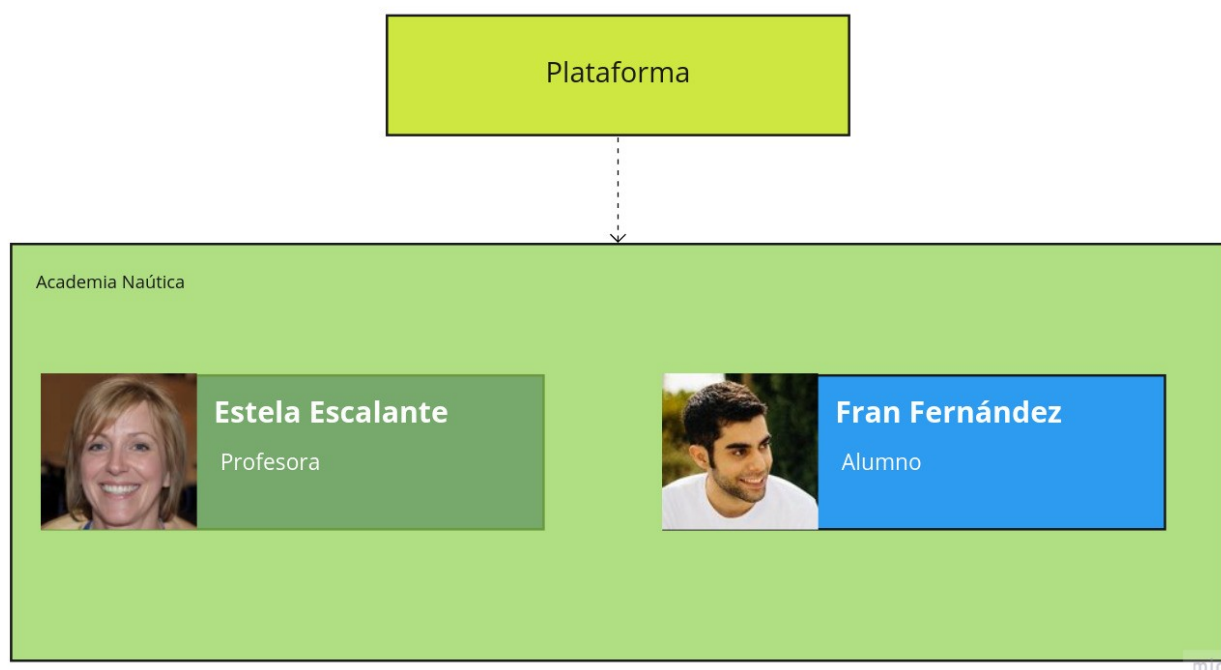 Plataforma
Academia Naútica
Estela Escalante
Profesora
Fran Fernández
Alumno